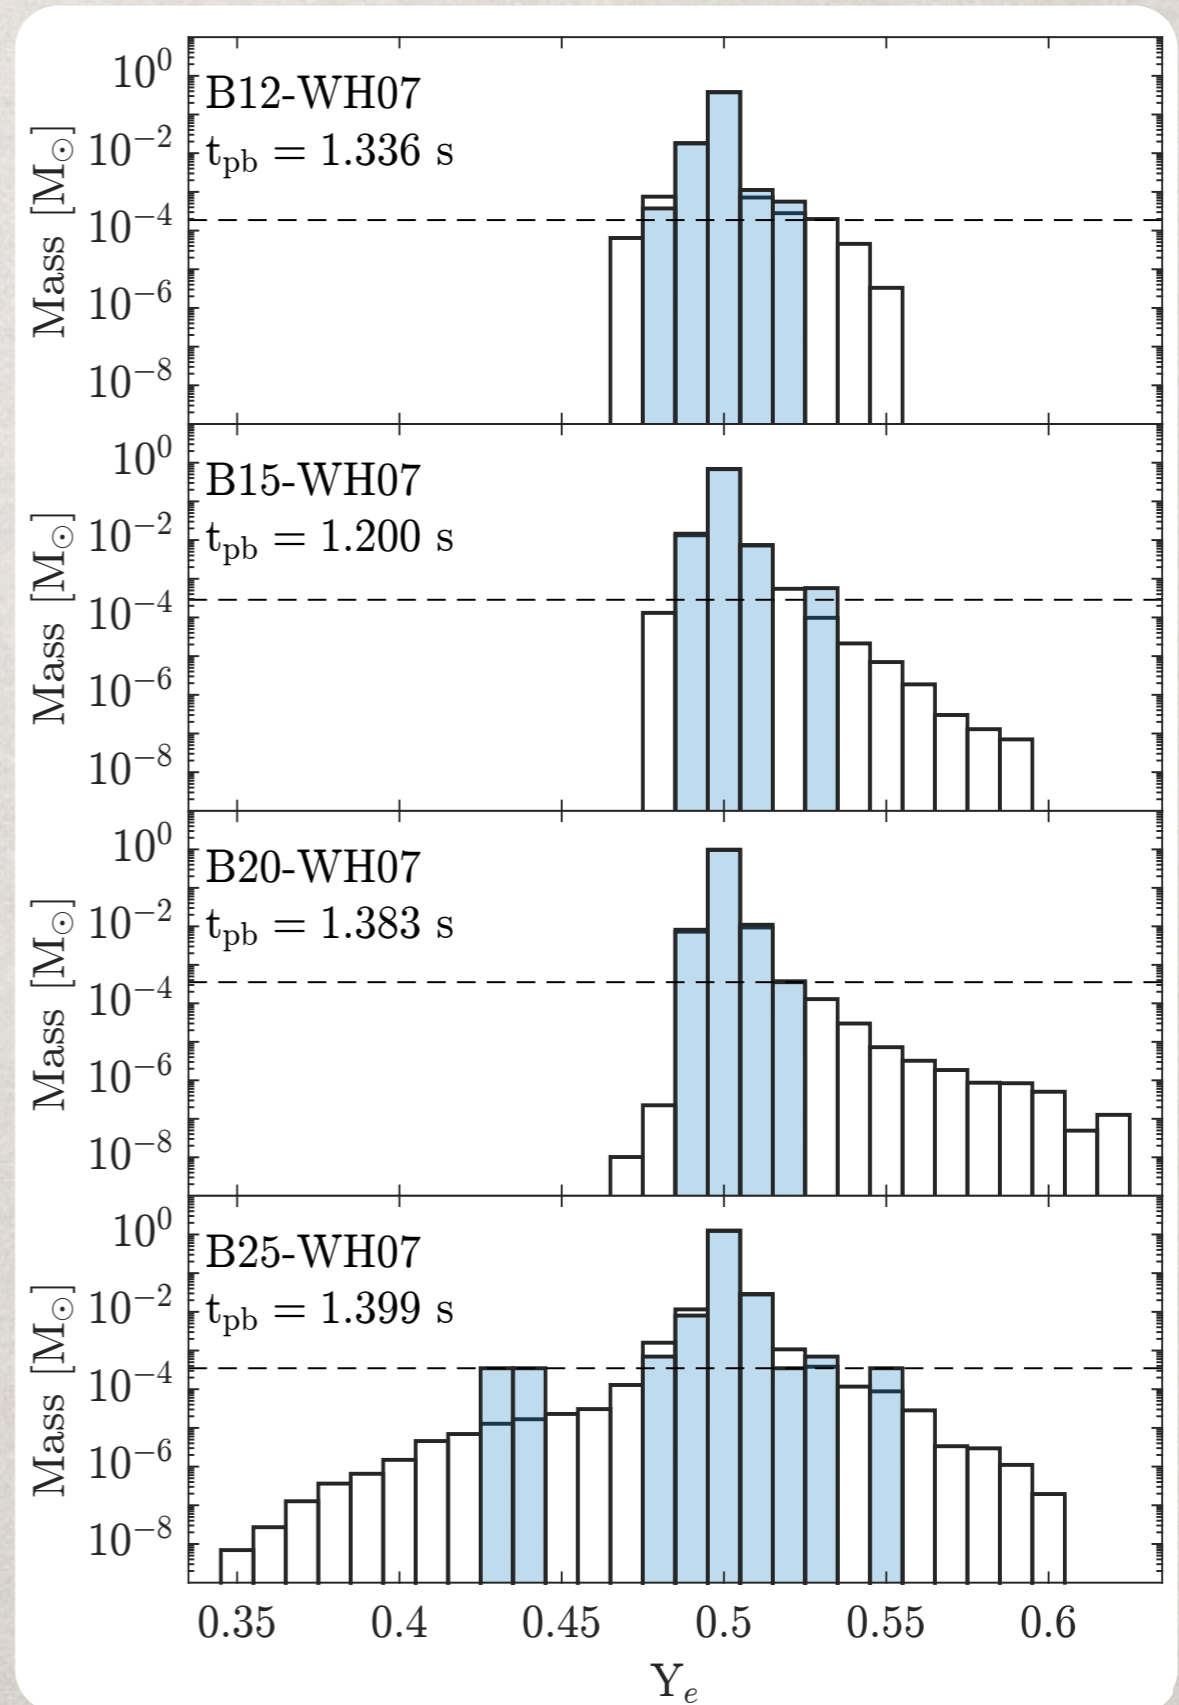 B12-WH07
t_pb = 1.336 s
Mass [M_⊙]
10^0
10^−2
10^−4
10^−6
10^−8
B15-WH07
t_pb = 1.200 s
Mass [M_⊙]
10^0
10^−2
10^−4
10^−6
10^−8
B20-WH07
t_pb = 1.383 s
Mass [M_⊙]
10^0
10^−2
10^−4
10^−6
10^−8
B25-WH07
t_pb = 1.399 s
Mass [M_⊙]
10^0
10^−2
10^−4
10^−6
10^−8
0.35 0.4 0.45 0.5 0.55 0.6
Y_e